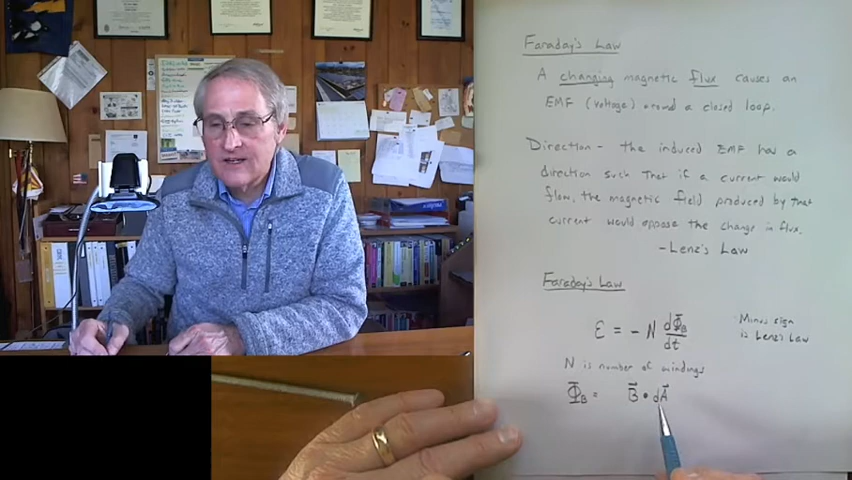 Faraday's Law
A changing magnetic flux causes an
EMF (voltage) around a closed loop.
Direction - the induced EMF has a
direction such that if a current would
flow, the magnetic field produced by that
current would oppose the change in flux.
- Lenz's Law
Faraday's Law
ε = - N dΦ_B/dt
Minus sign
is Lenz's Law
N is number of windings
Φ_B = B⃗ • dA⃗